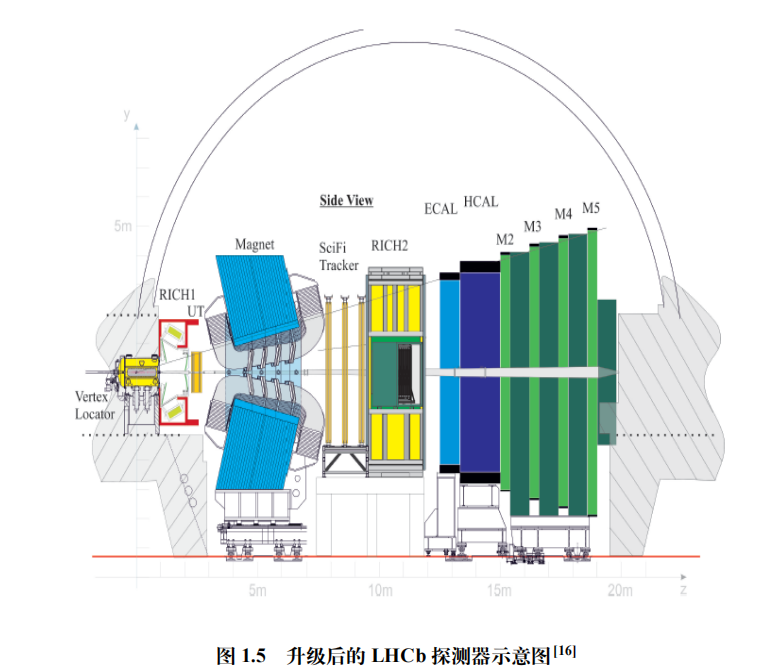 y
5m
Side View
ECAL
HCAL
M2
M3
M4
M5
Magnet
SciFi
Tracker
RICH2
RICH1
UT
Vertex
Locator
5m
10m
15m
20m
z
图 1.5 升级后的 LHCb 探测器示意图[16]